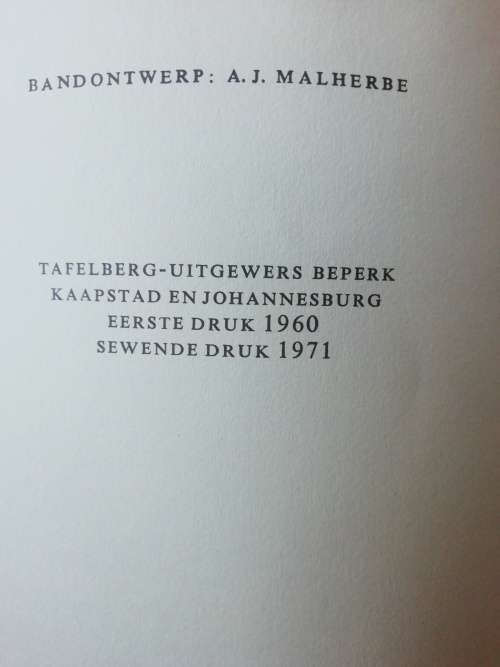 BANDONTWERP: A. J. MALHERBE
TAFELBERG-UITGEWERS BEPERK
KAAPSTAD EN JOHANNESBURG
EERSTE DRUK 1960
SEWENDE DRUK 1971